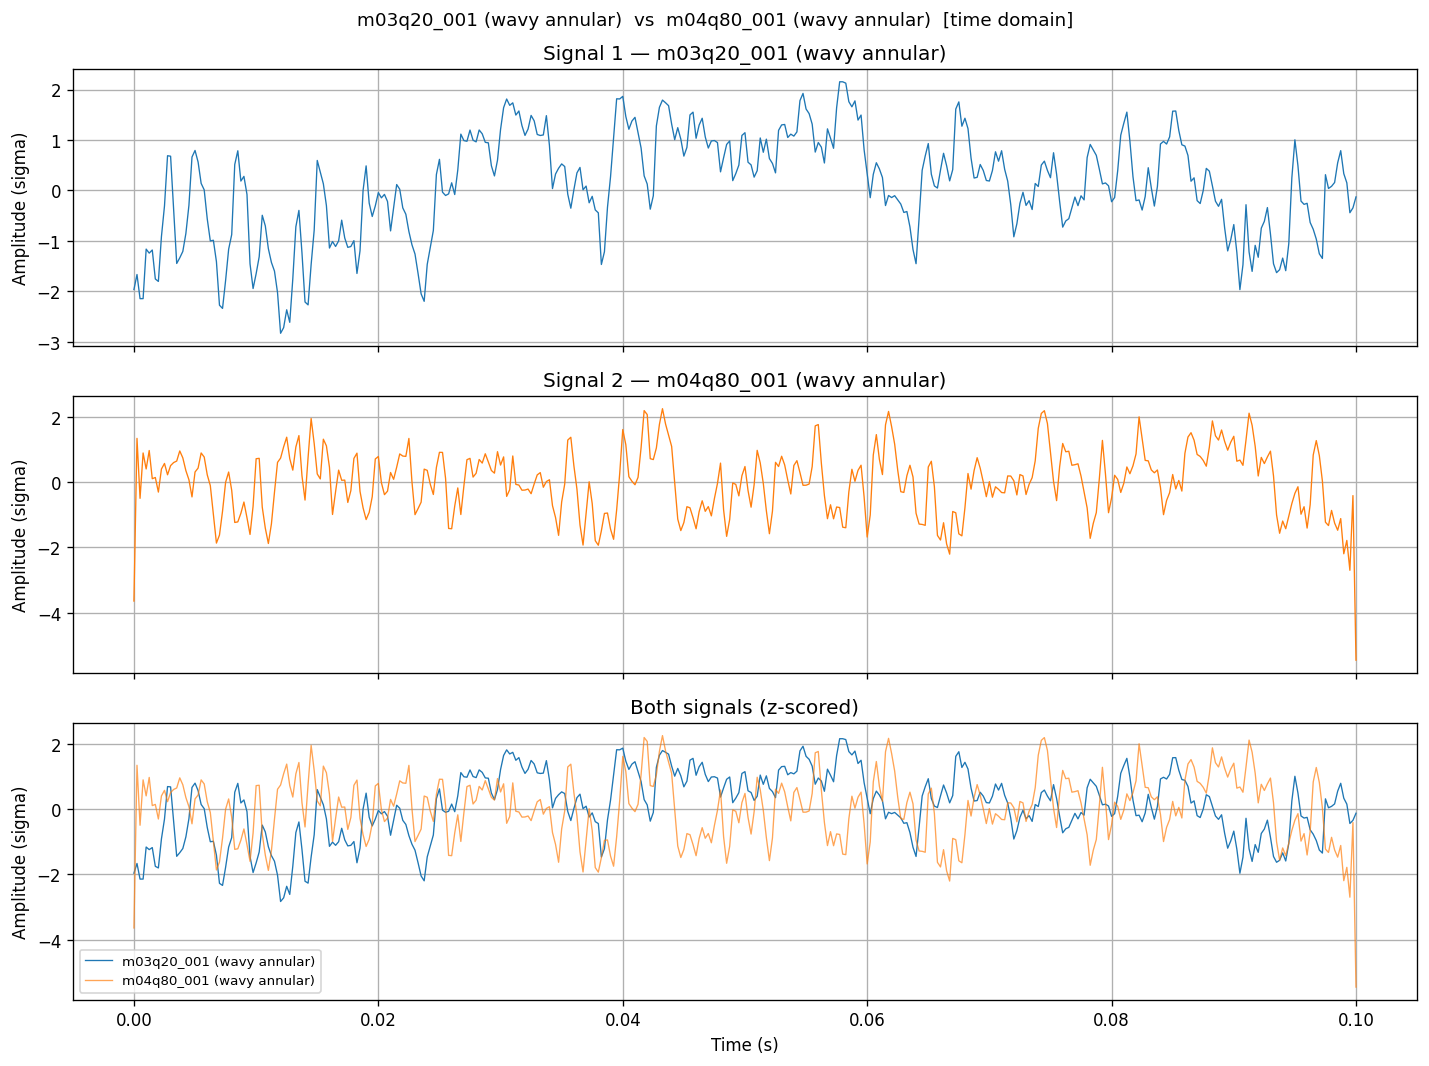 m03q20_001 (wavy annular)  vs  m04q80_001 (wavy annular)  [time domain]
Signal 1 — m03q20_001 (wavy annular)
2
1
0
−1
−2
−3
Amplitude (sigma)
Signal 2 — m04q80_001 (wavy annular)
2
0
−2
−4
Amplitude (sigma)
Both signals (z-scored)
2
0
−2
−4
Amplitude (sigma)
m03q20_001 (wavy annular)
m04q80_001 (wavy annular)
0.00 0.02 0.04 0.06 0.08 0.10
Time (s)